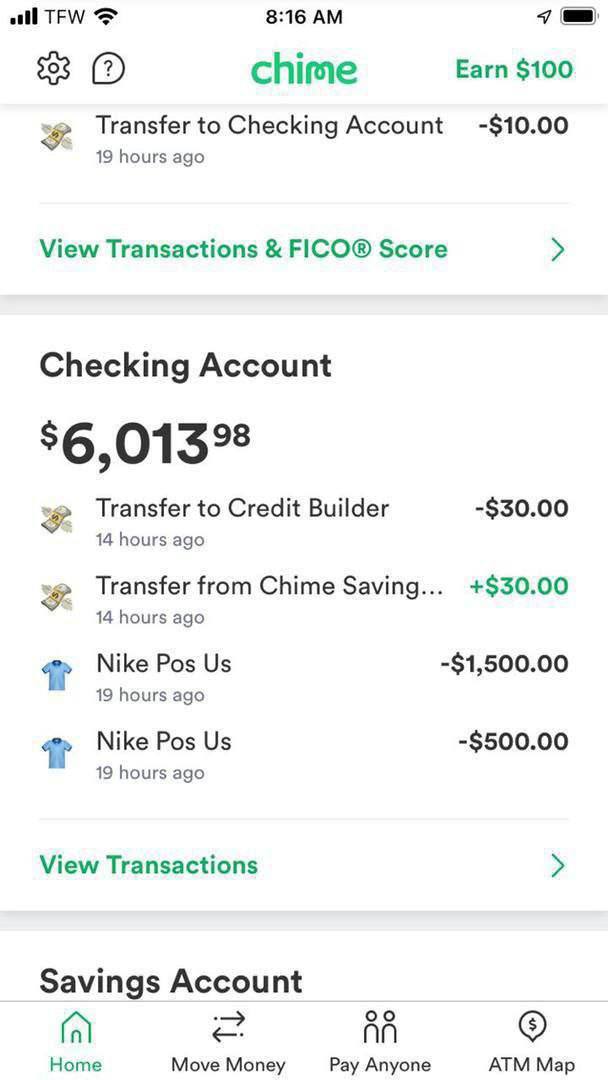 TFW 8:16 AM
? chime Earn $100
Transfer to Checking Account -$10.00
19 hours ago
View Transactions & FICO® Score
Checking Account
$6,013.98
Transfer to Credit Builder -$30.00
14 hours ago
Transfer from Chime Saving... +$30.00
14 hours ago
Nike Pos Us -$1,500.00
19 hours ago
Nike Pos Us -$500.00
19 hours ago
View Transactions
Savings Account
Home Move Money Pay Anyone ATM Map